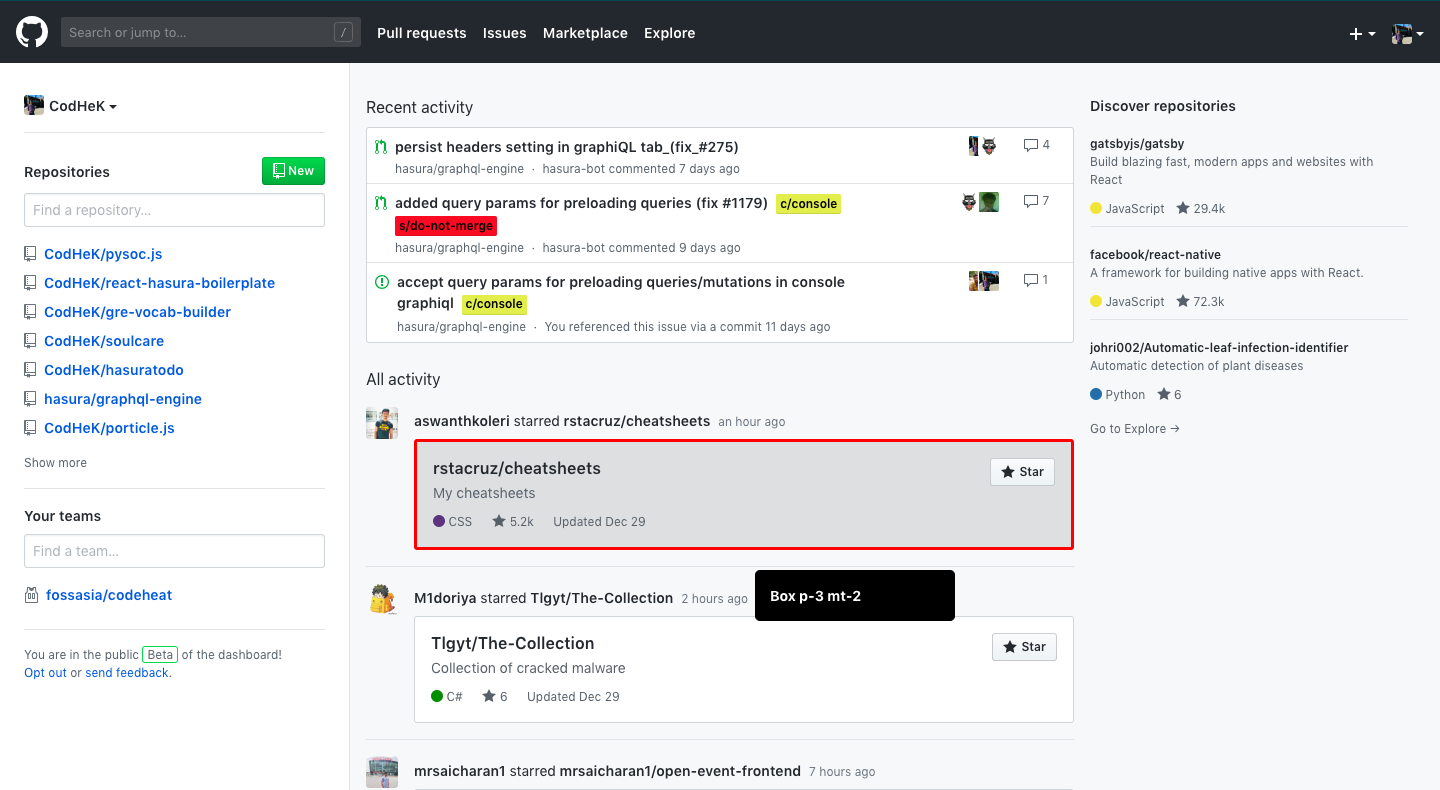 Search or jump to...
/
Pull requests
Issues
Marketplace
Explore
CodHeK
Repositories
New
Find a repository...
CodHeK/pysoc.js
CodHeK/react-hasura-boilerplate
CodHeK/gre-vocab-builder
CodHeK/soulcare
CodHeK/hasuratodo
hasura/graphql-engine
CodHeK/porticle.js
Show more
Your teams
Find a team...
fossasia/codeheat
You are in the public Beta of the dashboard!
Opt out or send feedback.
Recent activity
persist headers setting in graphiQL tab_(fix_#275)
4
hasura/graphql-engine · hasura-bot commented 7 days ago
added query params for preloading queries (fix #1179) c/console
7
s/do-not-merge
hasura/graphql-engine · hasura-bot commented 9 days ago
accept query params for preloading queries/mutations in console
1
graphiql c/console
hasura/graphql-engine · You referenced this issue via a commit 11 days ago
All activity
aswanthkoleri starred rstacruz/cheatsheets an hour ago
rstacruz/cheatsheets
Star
My cheatsheets
CSS 5.2k Updated Dec 29
M1doriya starred Tlgyt/The-Collection 2 hours ago
Box p-3 mt-2
Tlgyt/The-Collection
Star
Collection of cracked malware
C# 6 Updated Dec 29
mrsaicharan1 starred mrsaicharan1/open-event-frontend 7 hours ago
Discover repositories
gatsbyjs/gatsby
Build blazing fast, modern apps and websites with
React
JavaScript 29.4k
facebook/react-native
A framework for building native apps with React.
JavaScript 72.3k
johri002/Automatic-leaf-infection-identifier
Automatic detection of plant diseases
Python 6
Go to Explore →